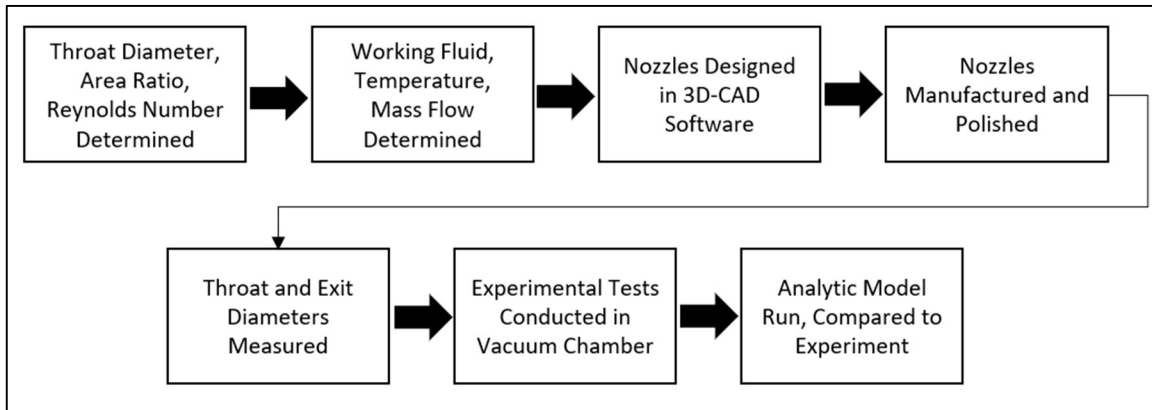 Throat Diameter,
Area Ratio,
Reynolds Number
Determined
Working Fluid,
Temperature,
Mass Flow
Determined
Nozzles Designed
in 3D-CAD
Software
Nozzles
Manufactured and
Polished
Throat and Exit
Diameters
Measured
Experimental Tests
Conducted in
Vacuum Chamber
Analytic Model
Run, Compared to
Experiment